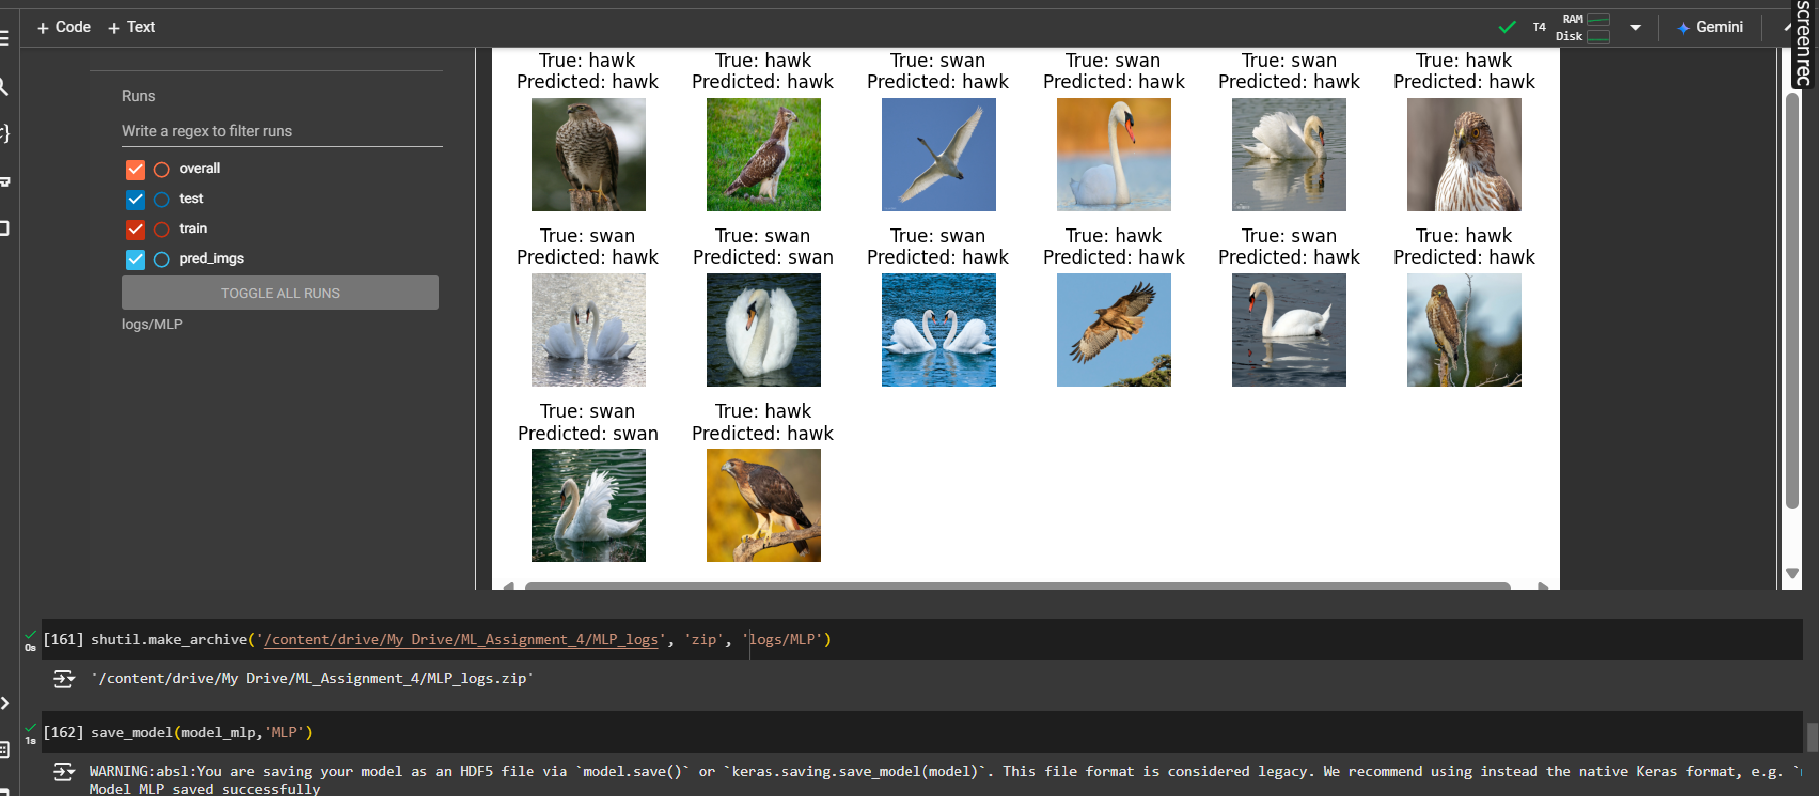 + Code + Text
RAM
T4
Disk
Gemini
screenrec
Runs
Write a regex to filter runs
overall
test
train
pred_imgs
TOGGLE ALL RUNS
logs/MLP
True: hawk True: hawk True: swan True: swan True: swan True: hawk
Predicted: hawk Predicted: hawk Predicted: hawk Predicted: hawk Predicted: hawk Predicted: hawk
True: swan True: swan True: swan True: hawk True: swan True: hawk
Predicted: hawk Predicted: swan Predicted: hawk Predicted: hawk Predicted: hawk Predicted: hawk
True: swan True: hawk
Predicted: swan Predicted: hawk
0s
[161] shutil.make_archive('/content/drive/My Drive/ML_Assignment_4/MLP_logs', 'zip', 'logs/MLP')
'/content/drive/My Drive/ML_Assignment_4/MLP_logs.zip'
1s
[162] save_model(model_mlp,'MLP')
WARNING:absl:You are saving your model as an HDF5 file via `model.save()` or `keras.saving.save_model(model)`. This file format is considered legacy. We recommend using instead the native Keras format, e.g. `
Model MLP saved successfully